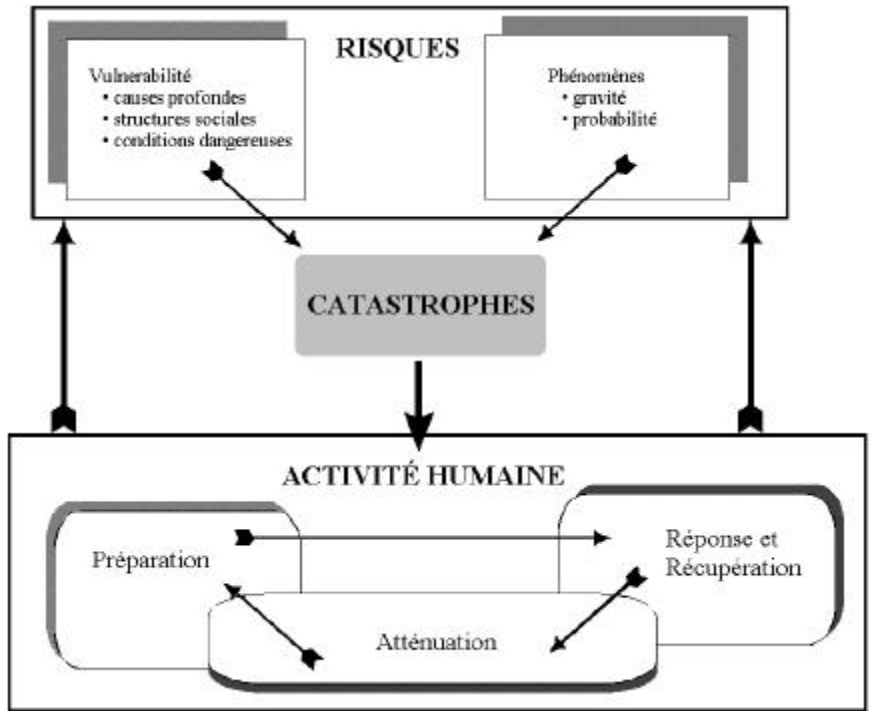 RISQUES
Vulnerabilité
• causes profondes
• structures sociales
• conditions dangereuses
Phénomènes
• gravité
• probabilité
CATASTROPHES
ACTIVITÉ HUMAINE
Préparation
Réponse et
Récupération
Atténuation